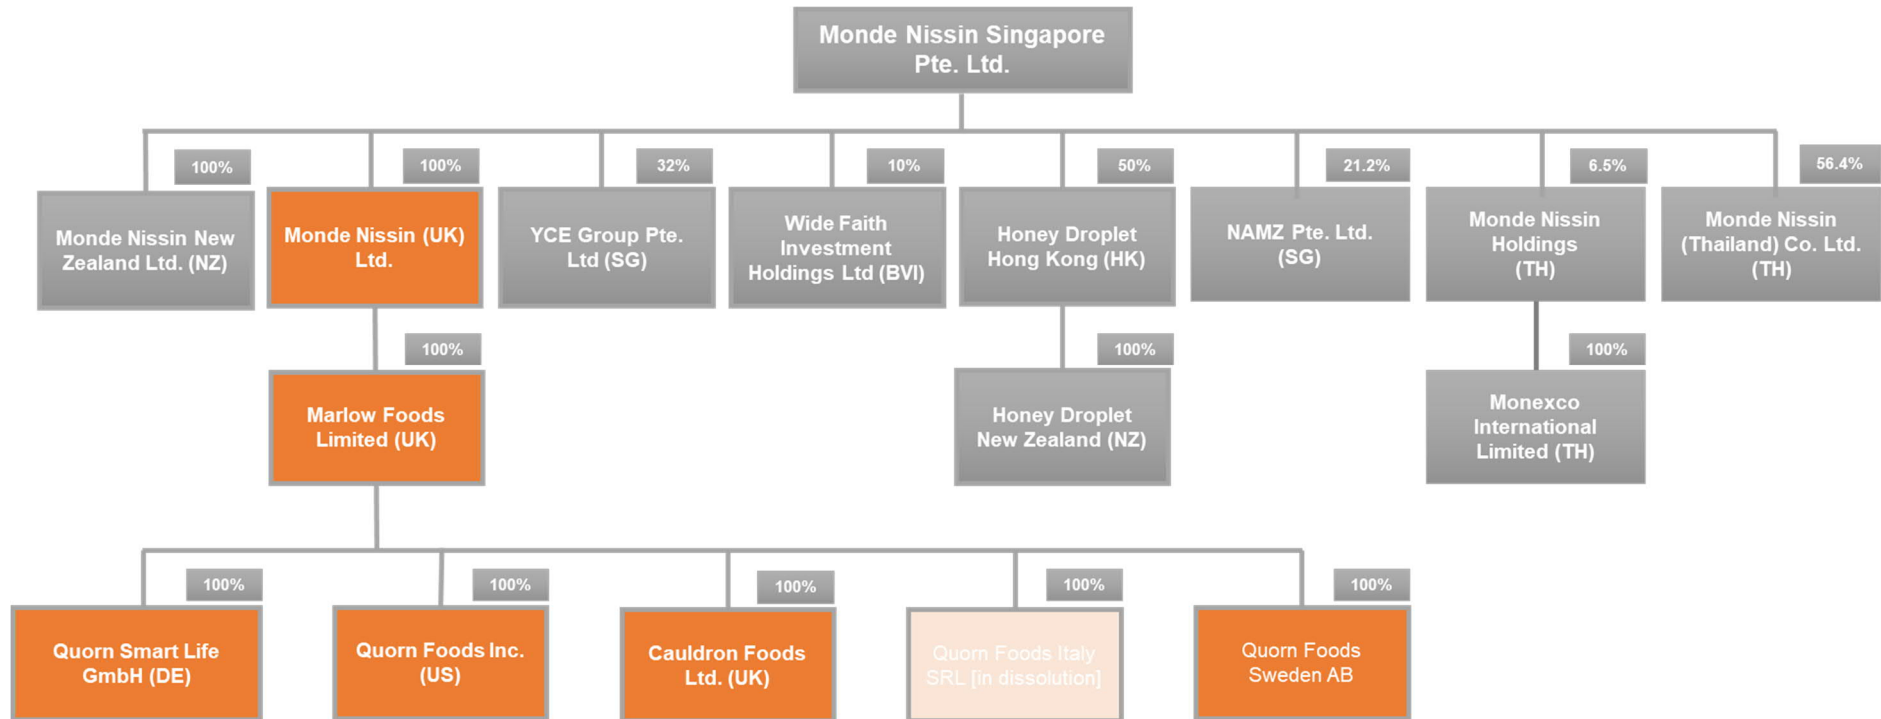 Monde Nissin Singapore
Pte. Ltd.
100%
100%
32%
10%
50%
21.2%
6.5%
56.4%
Monde Nissin New
Zealand Ltd. (NZ)
Monde Nissin (UK)
Ltd.
YCE Group Pte.
Ltd (SG)
Wide Faith
Investment
Holdings Ltd (BVI)
Honey Droplet
Hong Kong (HK)
NAMZ Pte. Ltd.
(SG)
Monde Nissin
Holdings
(TH)
Monde Nissin
(Thailand) Co. Ltd.
(TH)
100%
100%
100%
Marlow Foods
Limited (UK)
Honey Droplet
New Zealand (NZ)
Monexco
International
Limited (TH)
100%
100%
100%
100%
100%
Quorn Smart Life
GmbH (DE)
Quorn Foods Inc.
(US)
Cauldron Foods
Ltd. (UK)
Quorn Foods Italy
SRL [in dissolution]
Quorn Foods
Sweden AB